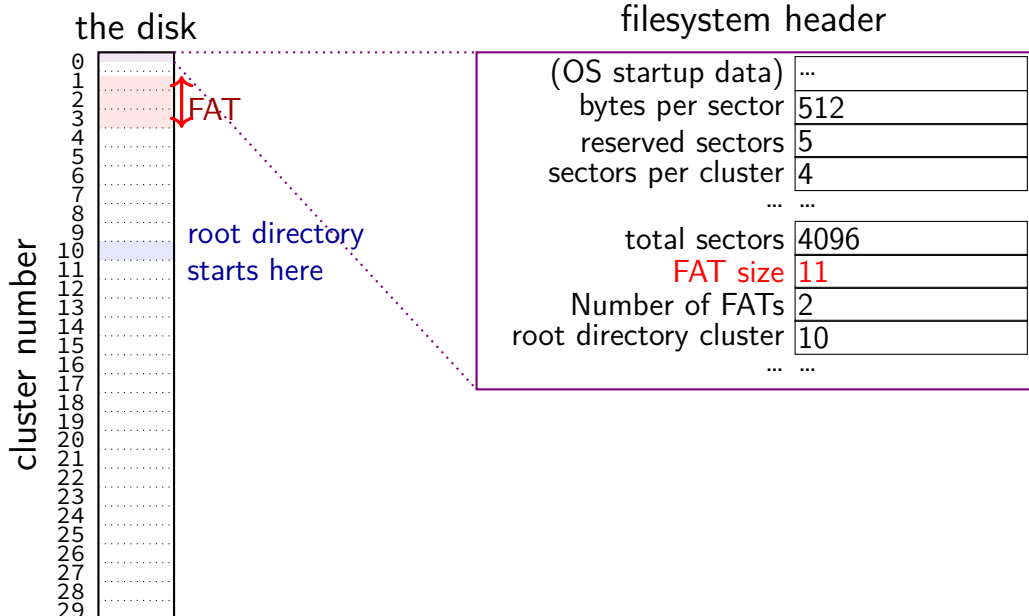 the disk
filesystem header
0
1
2
3
4
5
6
7
8
9
10
11
12
13
14
15
16
17
18
19
20
21
22
23
24
25
26
27
28
29
cluster number
FAT
root directory
starts here
(OS startup data) ...
bytes per sector 512
reserved sectors 5
sectors per cluster 4
... ...
total sectors 4096
FAT size 11
Number of FATs 2
root directory cluster 10
... ...